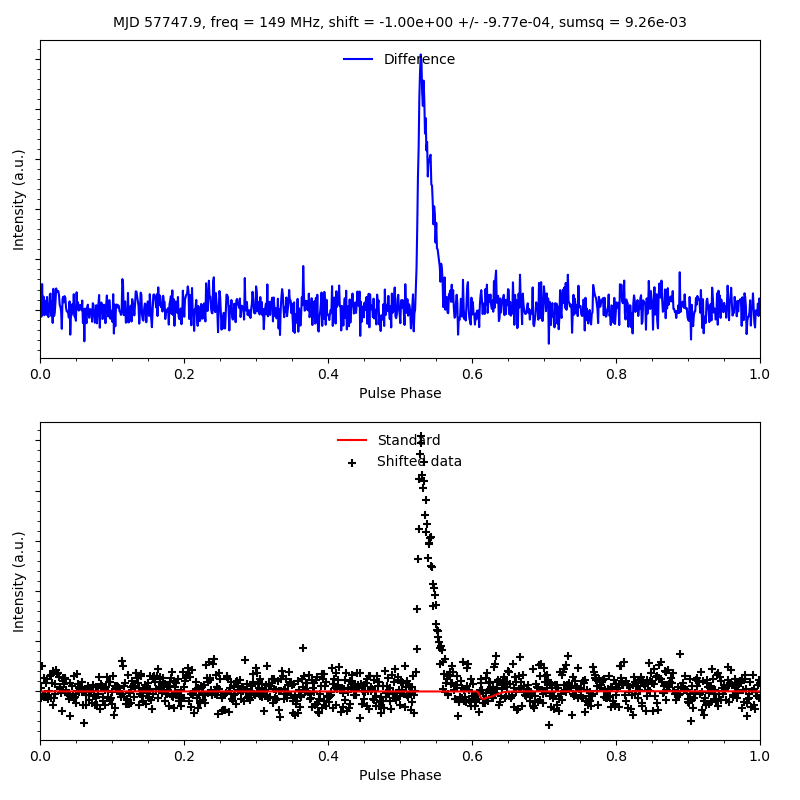 MJD 57747.9, freq = 149 MHz, shift = -1.00e+00 +/- -9.77e-04, sumsq = 9.26e-03
Difference
Intensity (a.u.)
0.0 0.2 0.4 0.6 0.8 1.0
Pulse Phase
Standard
Shifted data
Intensity (a.u.)
0.0 0.2 0.4 0.6 0.8 1.0
Pulse Phase